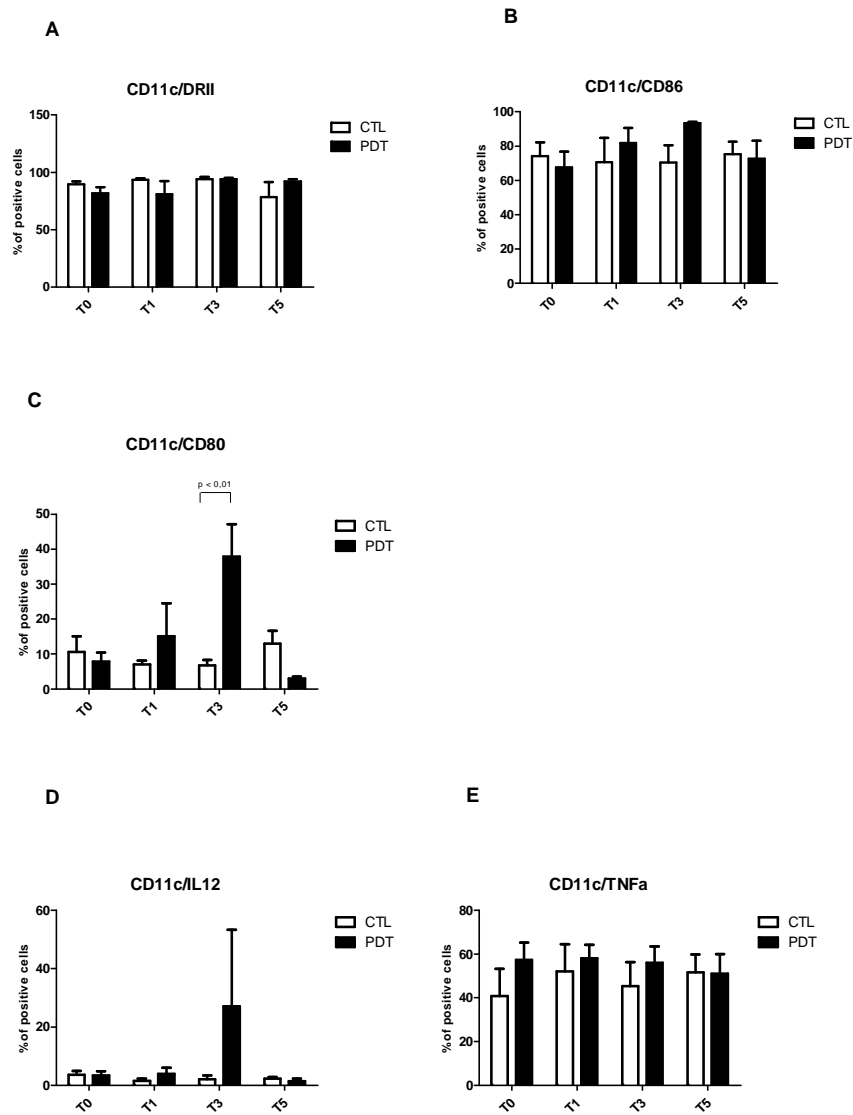 A
CD11c/DRII
% of positive cells
150
100
50
0
T0 T1 T3 T5
CTL
PDT
B
CD11c/CD86
% of positive cells
100
80
60
40
20
0
T0 T1 T3 T5
CTL
PDT
C
CD11c/CD80
p < 0,01
% of positive cells
50
40
30
20
10
0
T0 T1 T3 T5
CTL
PDT
D
CD11c/IL12
% of positive cells
60
40
20
0
T0 T1 T3 T5
CTL
PDT
E
CD11c/TNFa
% of positive cells
80
60
40
20
0
T0 T1 T3 T5
CTL
PDT